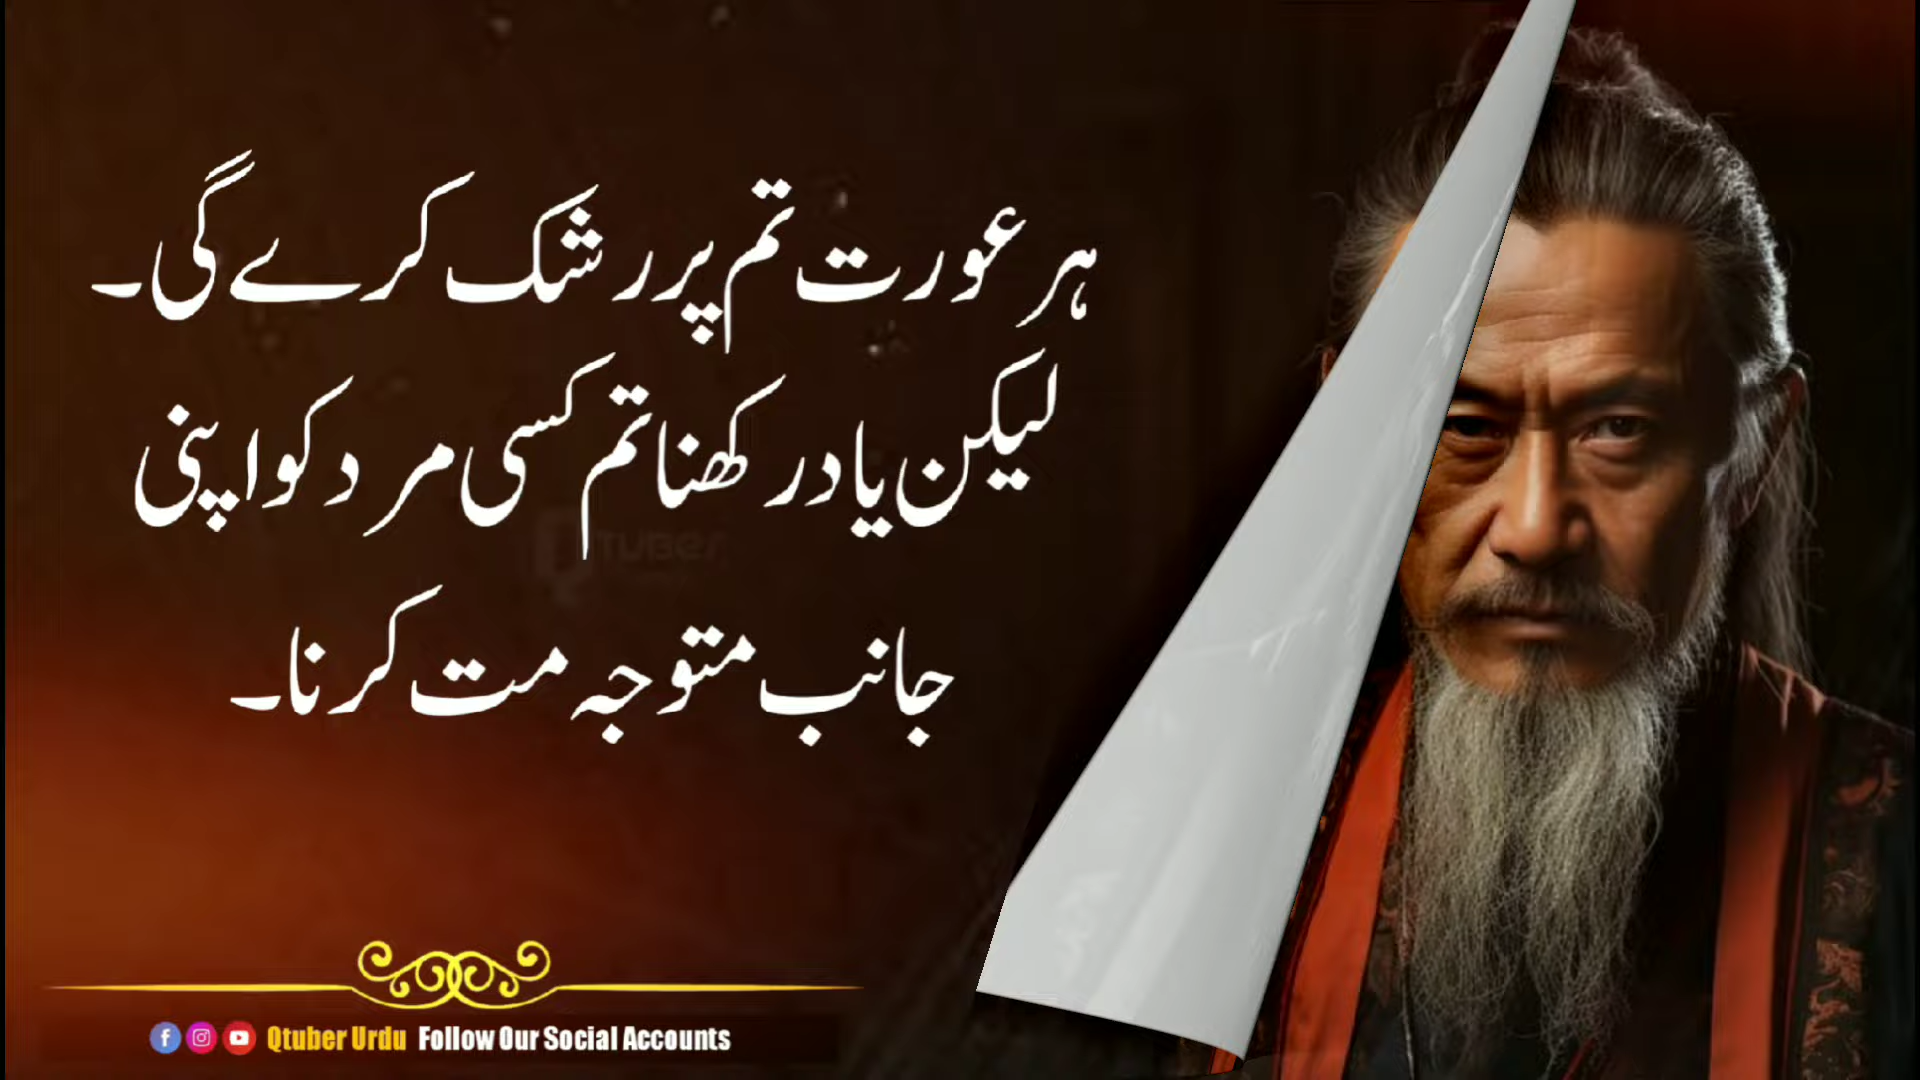 ہر عورت تم پر رشک کرے گی۔
لیکن یاد رکھنا تم کسی مرد کو اپنی
جانب متوجہ مت کرنا۔
Qtuber Urdu Follow Our Social Accounts